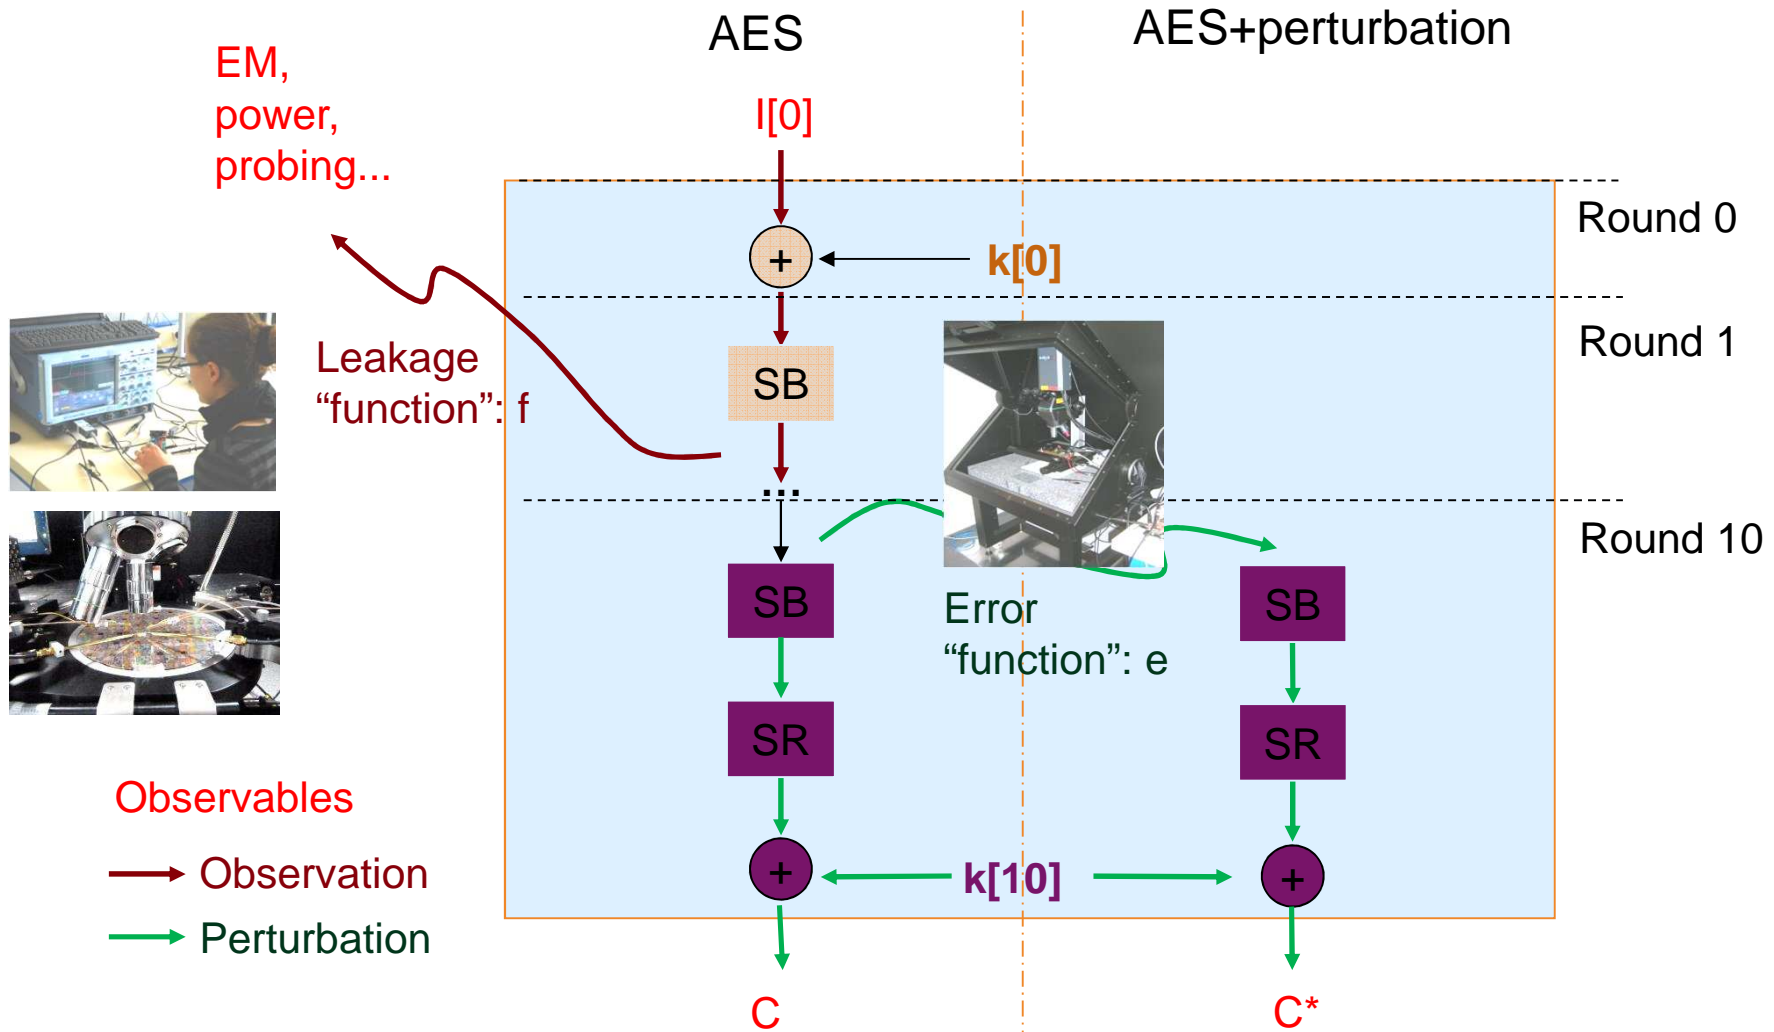 AES
AES+perturbation
EM,
power,
probing...
I[0]
Round 0
+
k[0]
Round 1
Leakage
“function”: f
SB
...
Round 10
SB
SB
Error
“function”: e
SR
SR
Observables
+
k[10]
+
Observation
Perturbation
C
C*